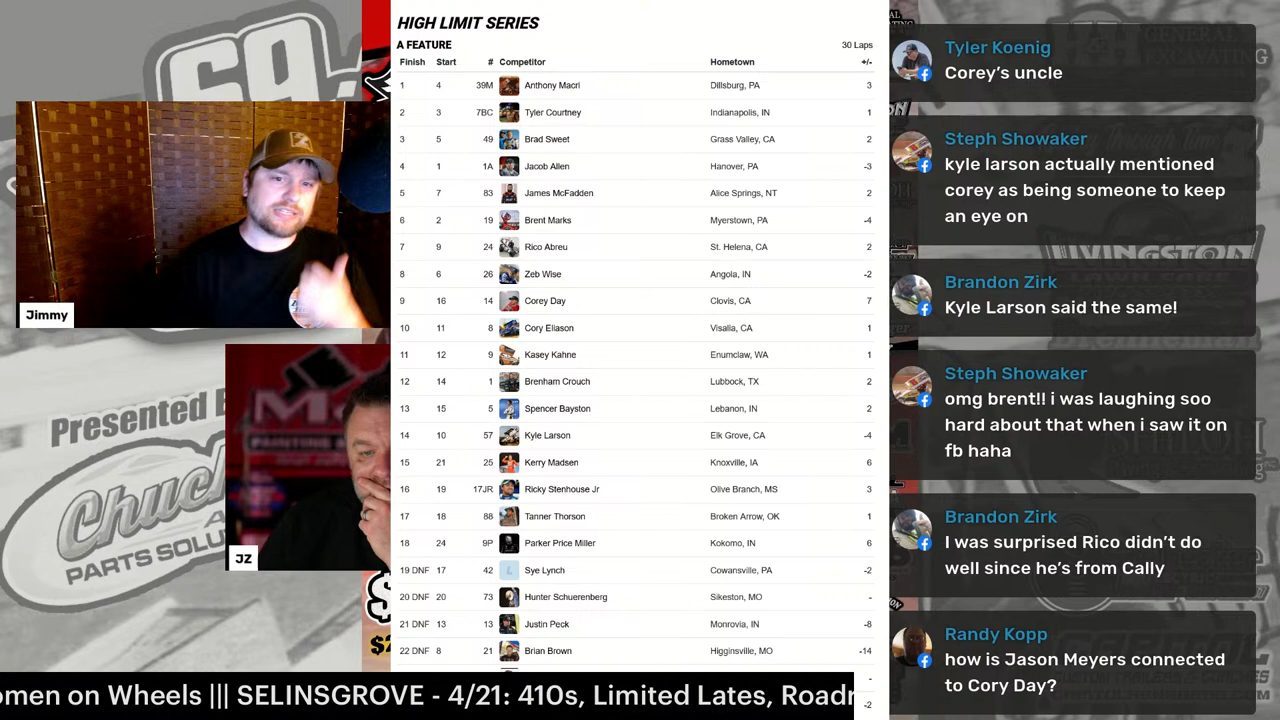 HIGH LIMIT SERIES
A FEATURE 30 Laps
Finish Start # Competitor Hometown +/-
1 4 39M Anthony Macri Dillsburg, PA 3
2 3 7BC Tyler Courtney Indianapolis, IN 1
3 5 49 Brad Sweet Grass Valley, CA 2
4 1 1A Jacob Allen Hanover, PA -3
5 7 83 James McFadden Alice Springs, NT 2
6 2 19 Brent Marks Myerstown, PA -4
7 9 24 Rico Abreu St. Helena, CA 2
8 6 26 Zeb Wise Angola, IN -2
9 16 14 Corey Day Clovis, CA 7
10 11 8 Cory Eliason Visalia, CA 1
11 12 9 Kasey Kahne Enumclaw, WA 1
12 14 1 Brenham Crouch Lubbock, TX 2
13 15 5 Spencer Bayston Lebanon, IN 2
14 10 57 Kyle Larson Elk Grove, CA -4
15 21 25 Kerry Madsen Knoxville, IA 6
16 19 17JR Ricky Stenhouse Jr Olive Branch, MS 3
17 18 88 Tanner Thorson Broken Arrow, OK 1
18 24 9P Parker Price Miller Kokomo, IN 6
19 DNF 17 42 Sye Lynch Cowansville, PA -2
20 DNF 20 73 Hunter Schuerenberg Sikeston, MO -
21 DNF 13 13 Justin Peck Monrovia, IN -8
22 DNF 8 21 Brian Brown Higginsville, MO -14
-
-2
69
Jimmy
Presented B
Chuc
PARTS SOLU
JZ
omen on Wheels ||| SELINSGROVE - 4/21: 410s, Limited Lates, Roadr
Tyler Koenig
Corey's uncle
Steph Showaker
kyle larson actually mentioned
corey as being someone to keep
an eye on
Brandon Zirk
Kyle Larson said the same!
Steph Showaker
omg brent!! i was laughing soo
hard about that when i saw it on
fb haha
Brandon Zirk
I was surprised Rico didn't do
well since he's from Cally
Randy Kopp
how is Jason Meyers connected
to Cory Day?